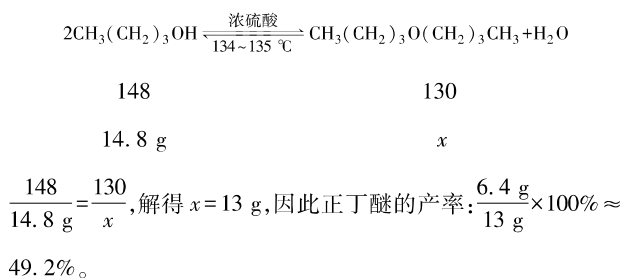 2CH₃(CH₂)₃OH ⇌ CH₃(CH₂)₃O(CH₂)₃CH₃+H₂O
浓硫酸
134~135 ℃
148 130
14.8 g x
148/14.8 g=130/x,解得 x=13 g,因此正丁醚的产率:6.4 g/13 g×100%≈
49.2%。